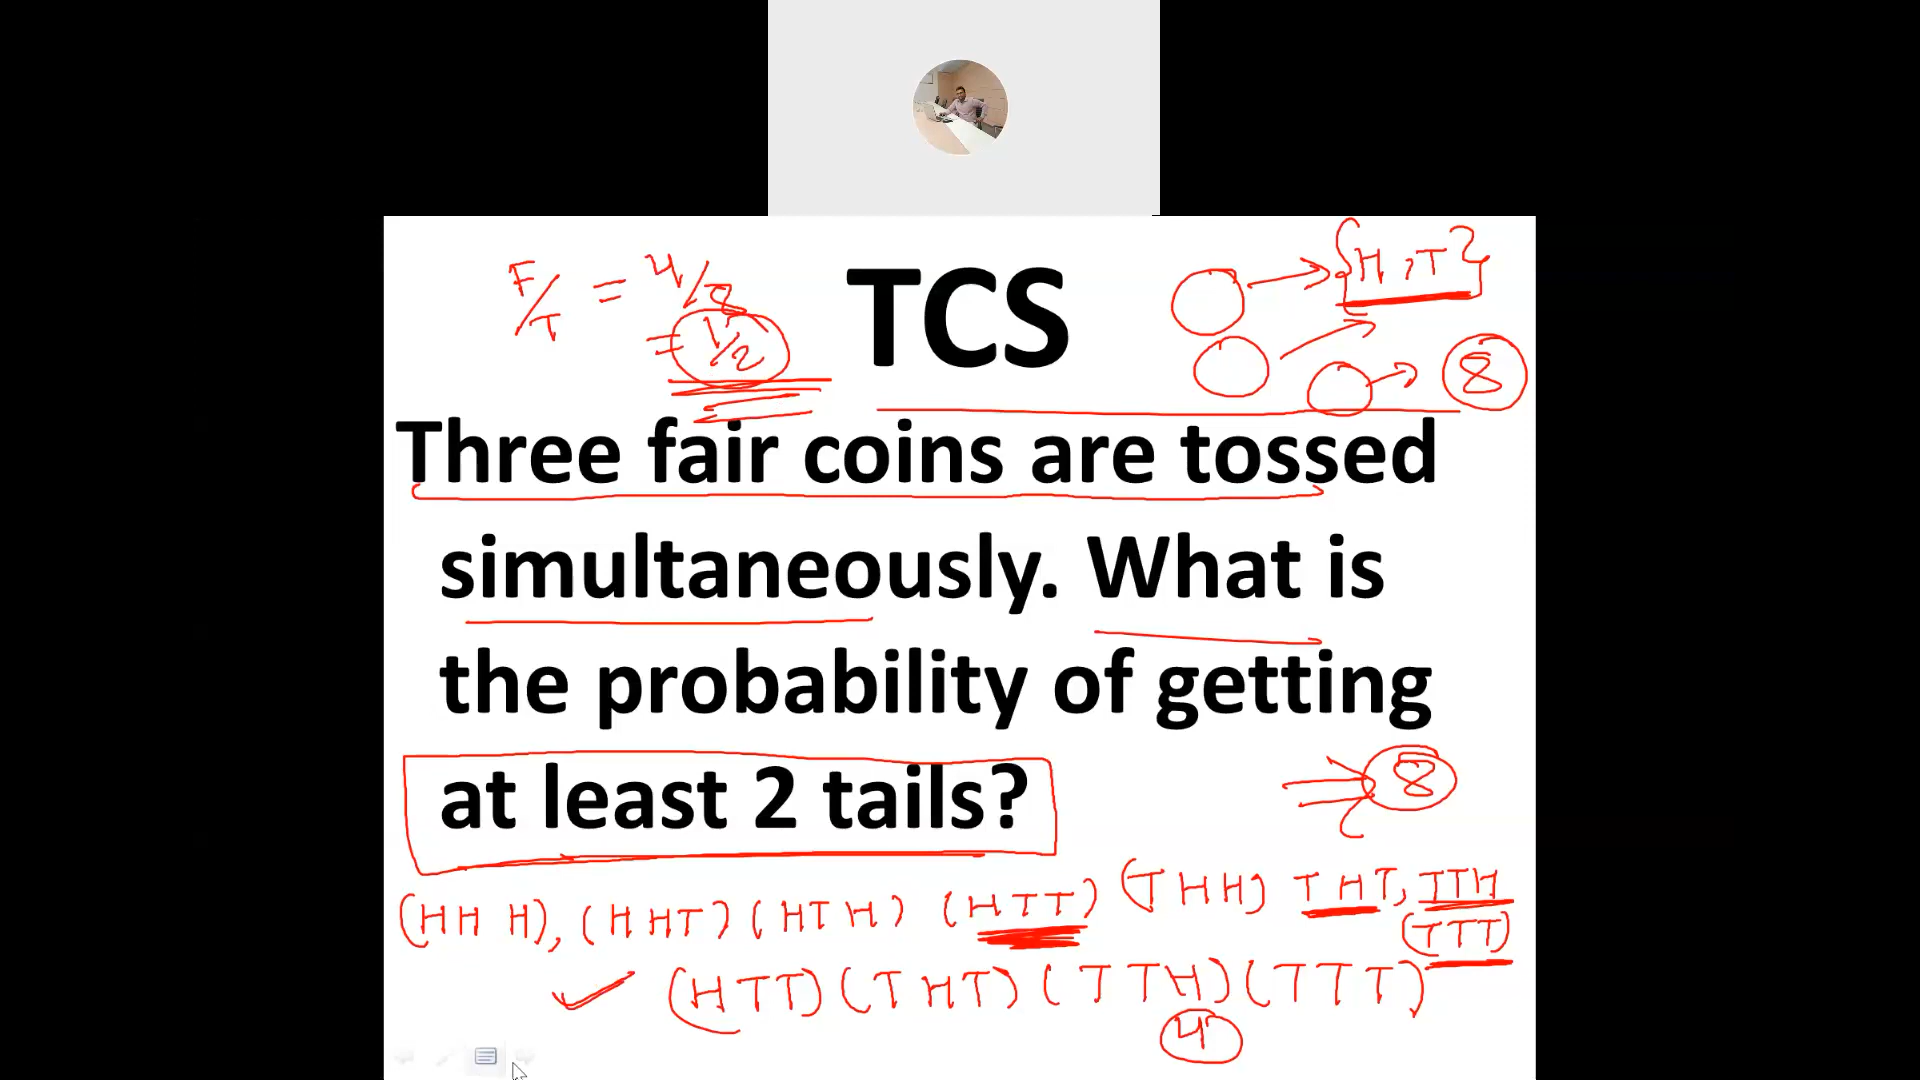 F/T = 4/8
= 1/2
TCS
{H, T}
8
Three fair coins are tossed
simultaneously. What is
the probability of getting
at least 2 tails?
8
(HHH), (HHT) (HTH) (HTT) (THH) THT, TTH
(TTT)
(HTT) (THT) (TTH) (TTT)
4